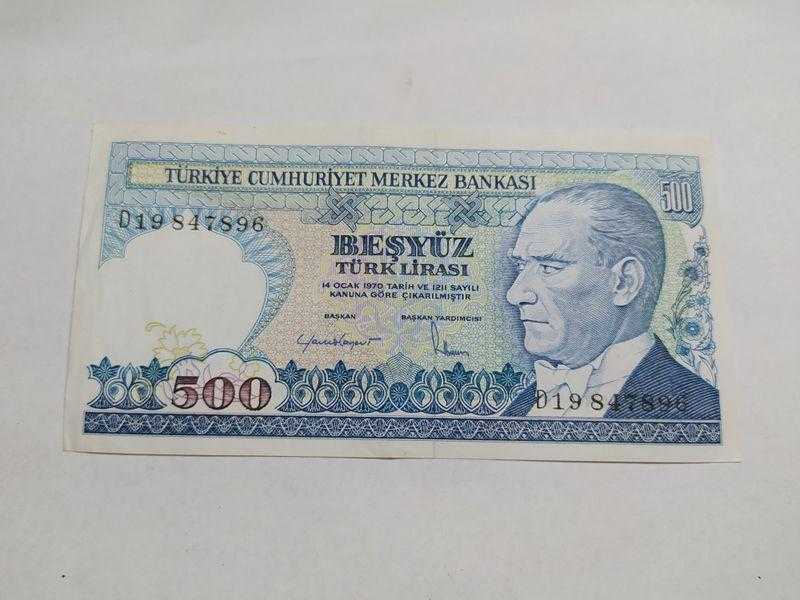 TÜRKİYE CUMHURİYET MERKEZ BANKASI
500
D19 847896
BEŞYÜZ
TÜRK LİRASI
14 OCAK 1970 TARİH VE 1211 SAYILI
KANUNA GÖRE ÇIKARILMIŞTIR
BAŞKAN BAŞKAN YARDIMCISI
500
D19 847896